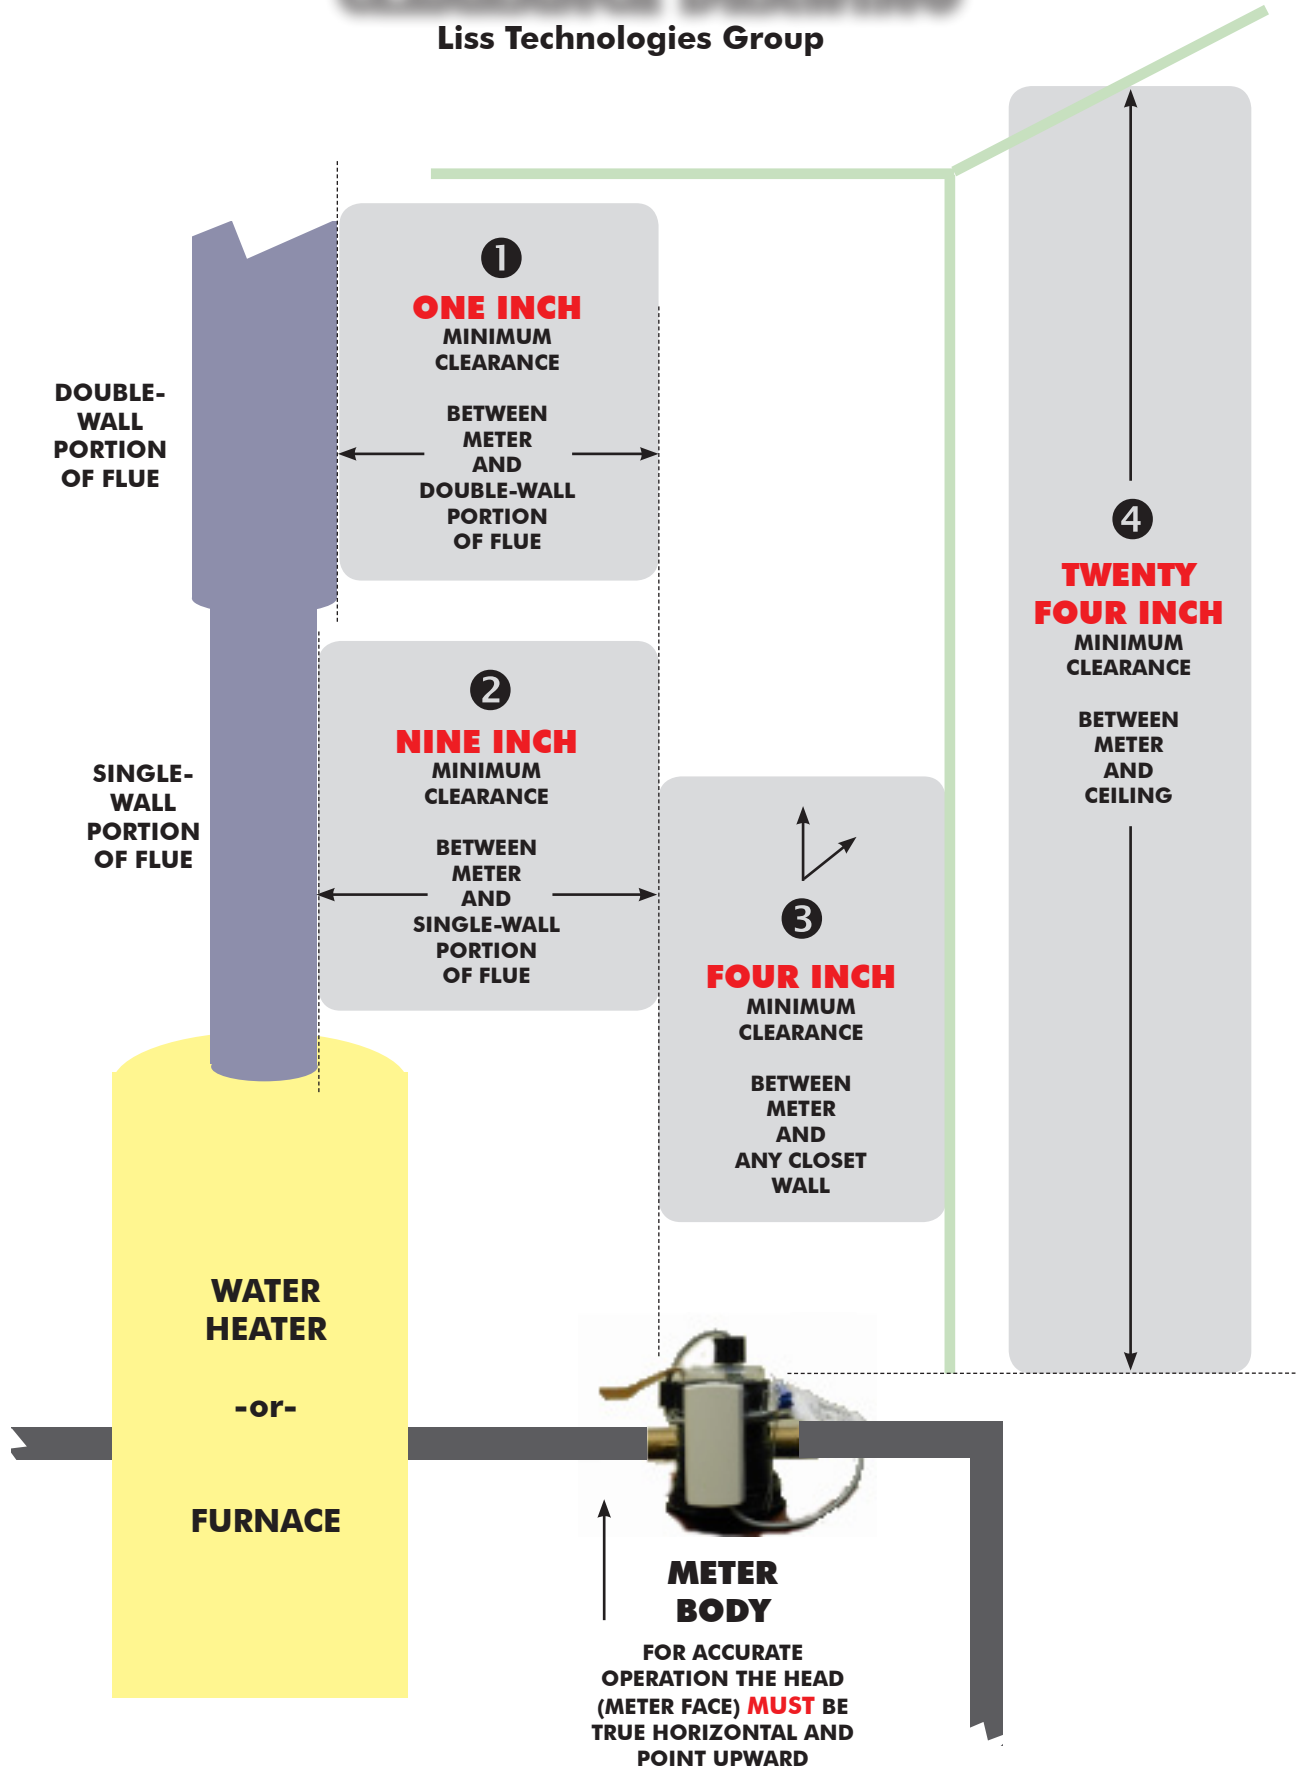 Liss Technologies Group
1
ONE INCH
MINIMUM
CLEARANCE
BETWEEN
METER
AND
DOUBLE-WALL
PORTION
OF FLUE
DOUBLE-
WALL
PORTION
OF FLUE
2
NINE INCH
MINIMUM
CLEARANCE
BETWEEN
METER
AND
SINGLE-WALL
PORTION
OF FLUE
SINGLE-
WALL
PORTION
OF FLUE
3
FOUR INCH
MINIMUM
CLEARANCE
BETWEEN
METER
AND
ANY CLOSET
WALL
4
TWENTY
FOUR INCH
MINIMUM
CLEARANCE
BETWEEN
METER
AND
CEILING
WATER
HEATER
-or-
FURNACE
METER
BODY
FOR ACCURATE
OPERATION THE HEAD
(METER FACE) MUST BE
TRUE HORIZONTAL AND
POINT UPWARD